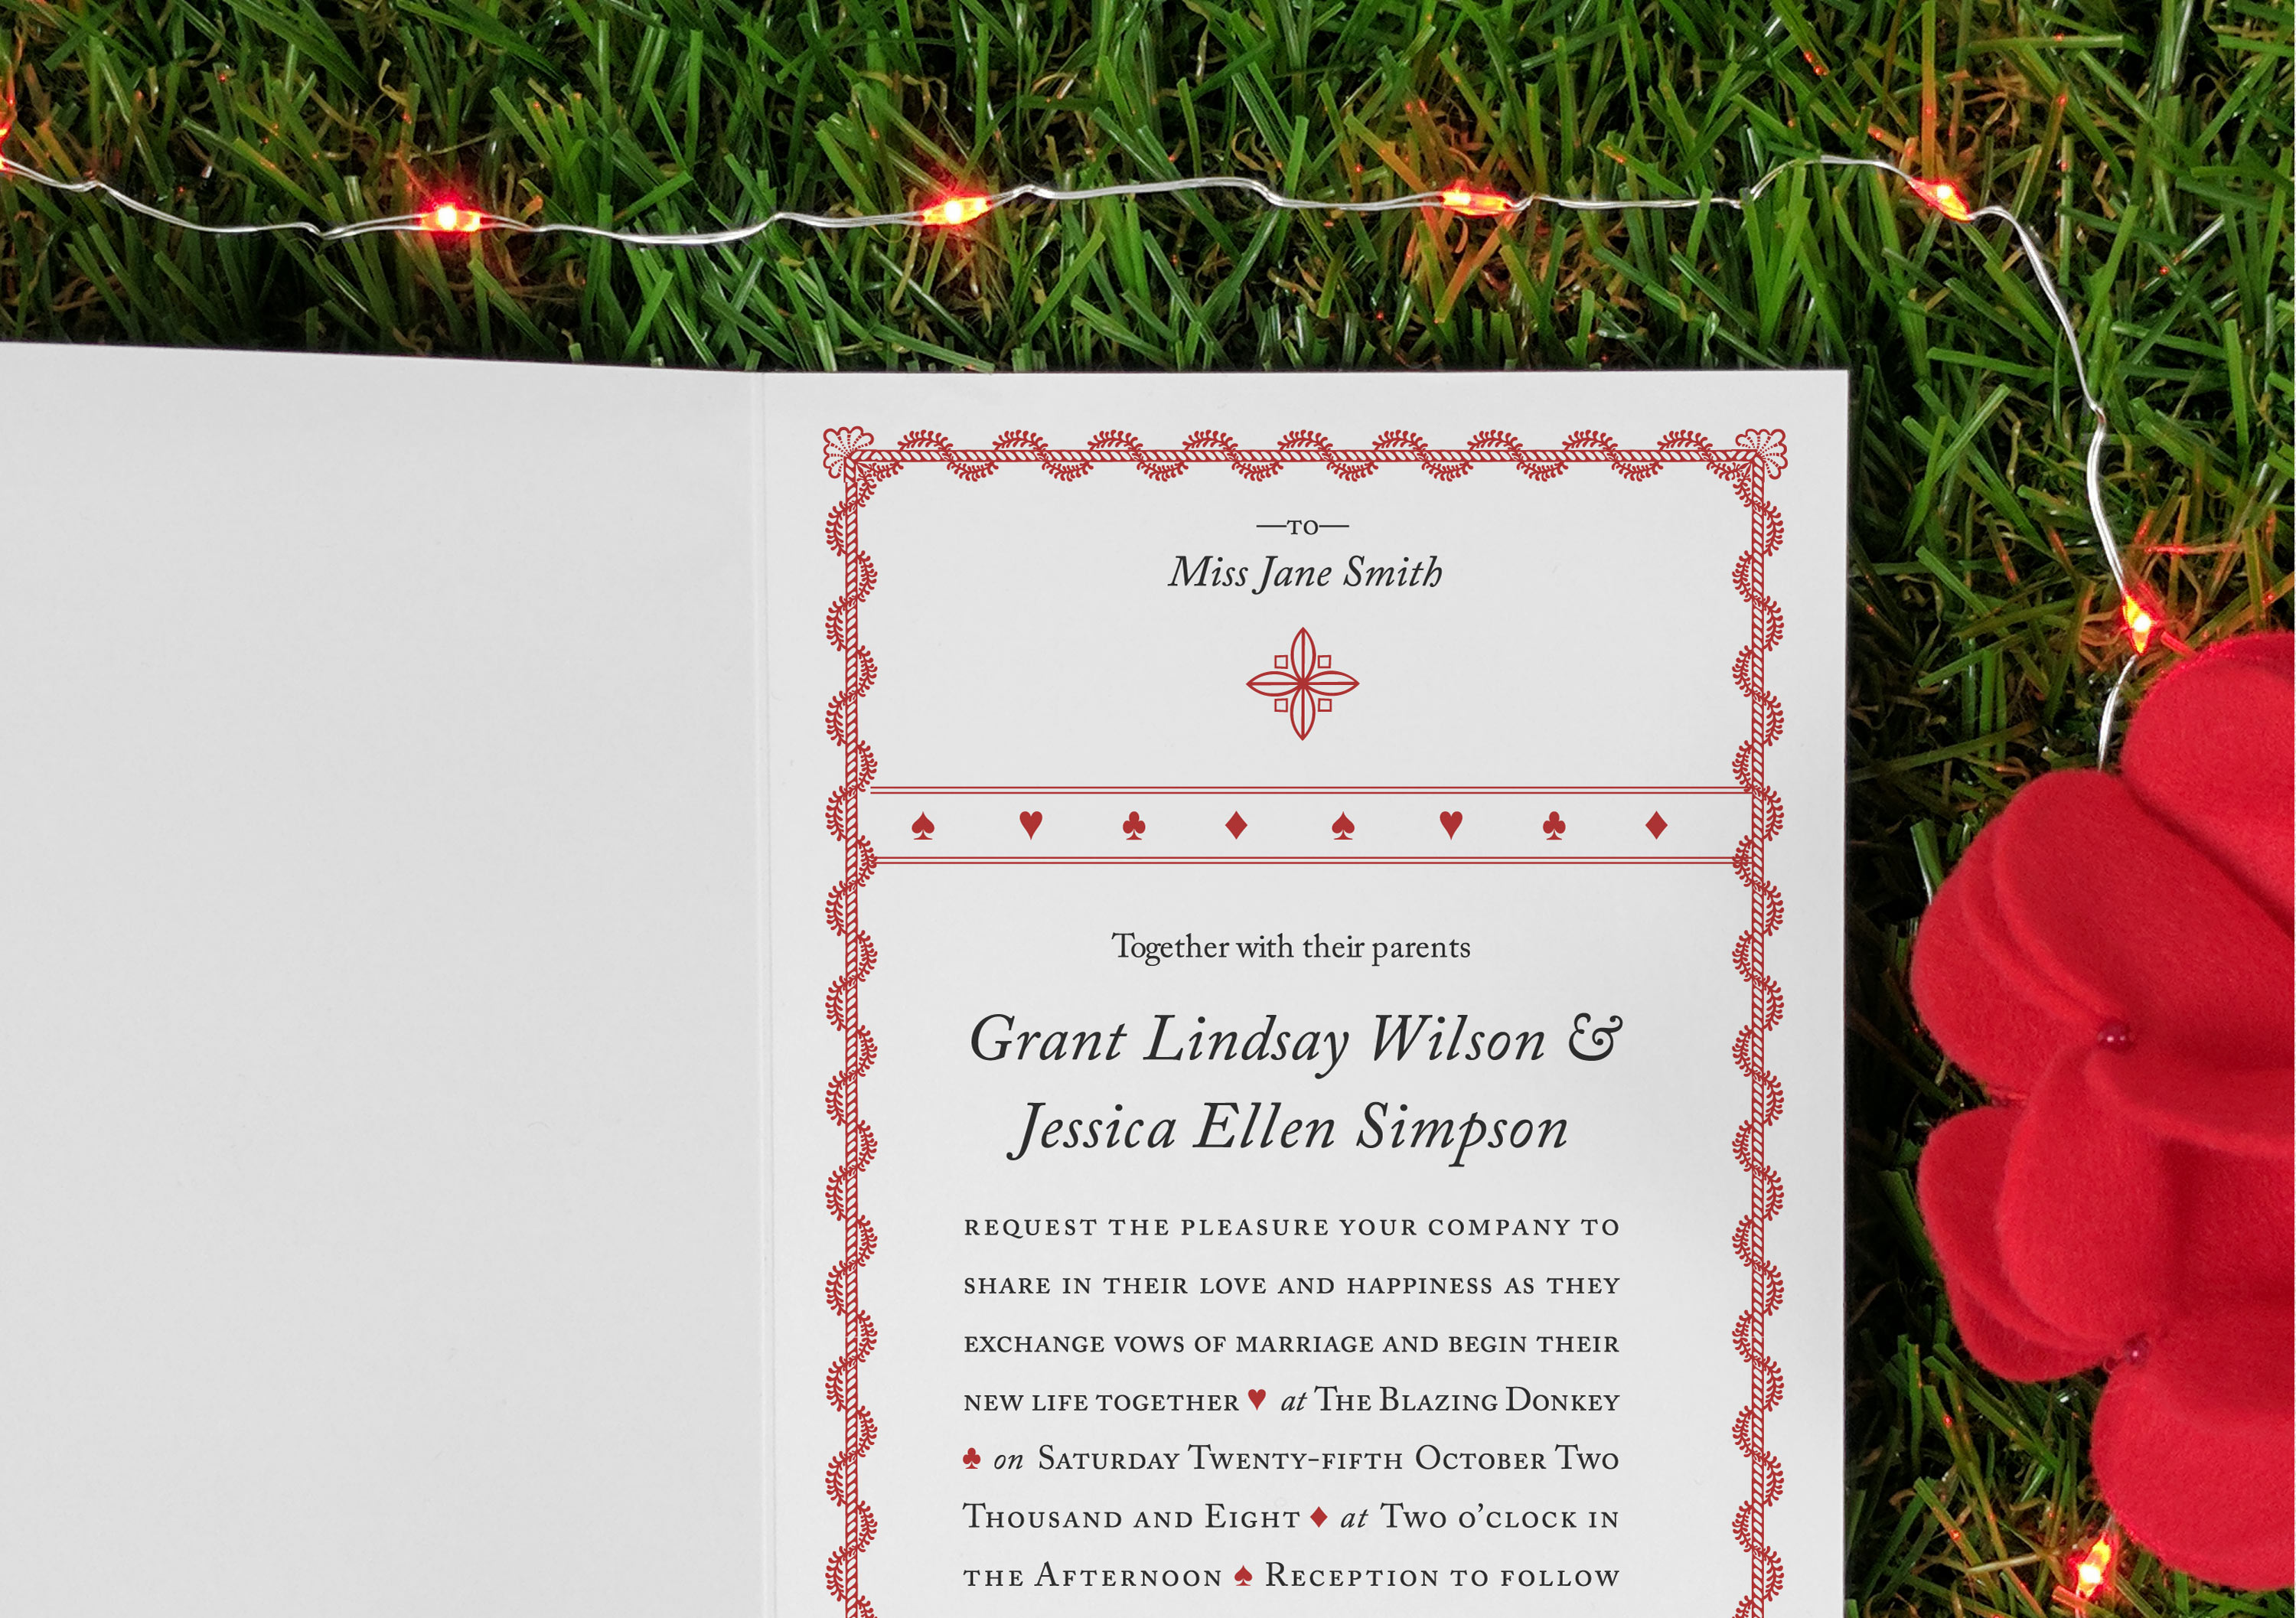 —TO—
Miss Jane Smith
♠ ♥ ♣ ♦ ♠ ♥ ♣ ♦
Together with their parents
Grant Lindsay Wilson &
Jessica Ellen Simpson
REQUEST THE PLEASURE YOUR COMPANY TO
SHARE IN THEIR LOVE AND HAPPINESS AS THEY
EXCHANGE VOWS OF MARRIAGE AND BEGIN THEIR
NEW LIFE TOGETHER ♥ at THE BLAZING DONKEY
♣ on SATURDAY TWENTY-FIFTH OCTOBER TWO
THOUSAND AND EIGHT ♦ at TWO O'CLOCK IN
THE AFTERNOON ♠ RECEPTION TO FOLLOW